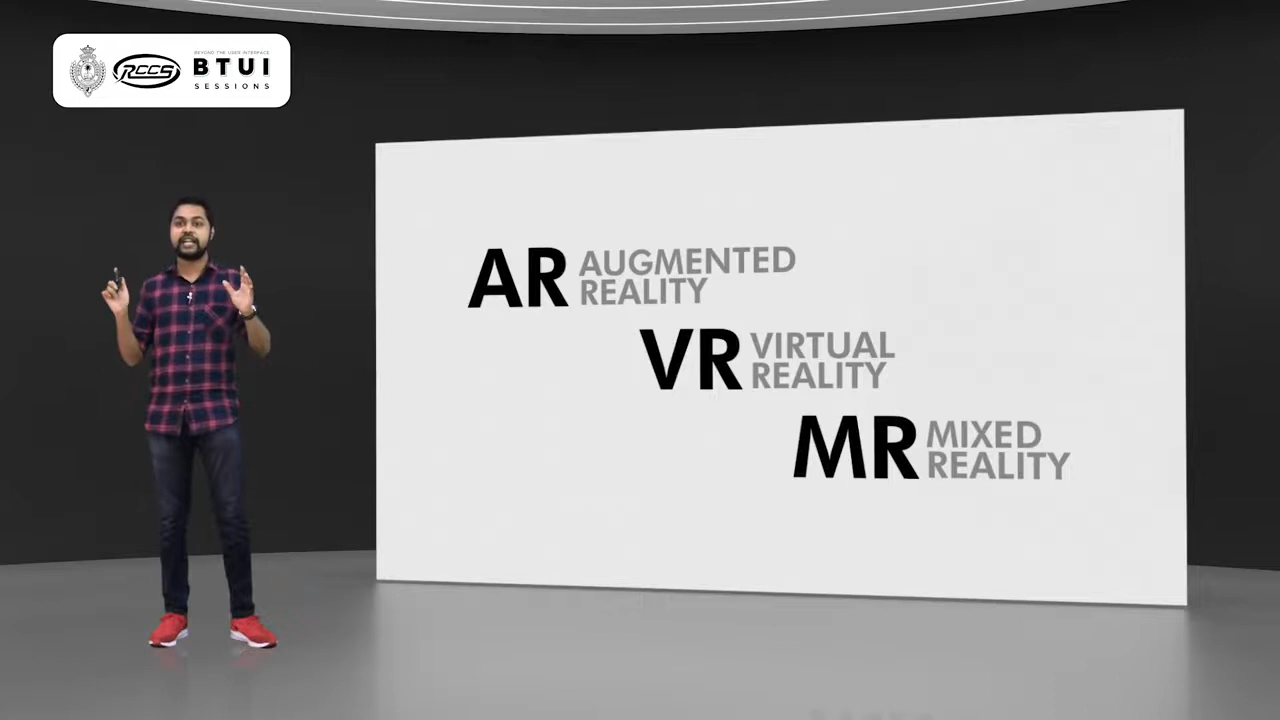 RCCS
BEYOND THE USER INTERFACE
BTUI
SESSIONS
AR AUGMENTED
REALITY
VR VIRTUAL
REALITY
MR MIXED
REALITY